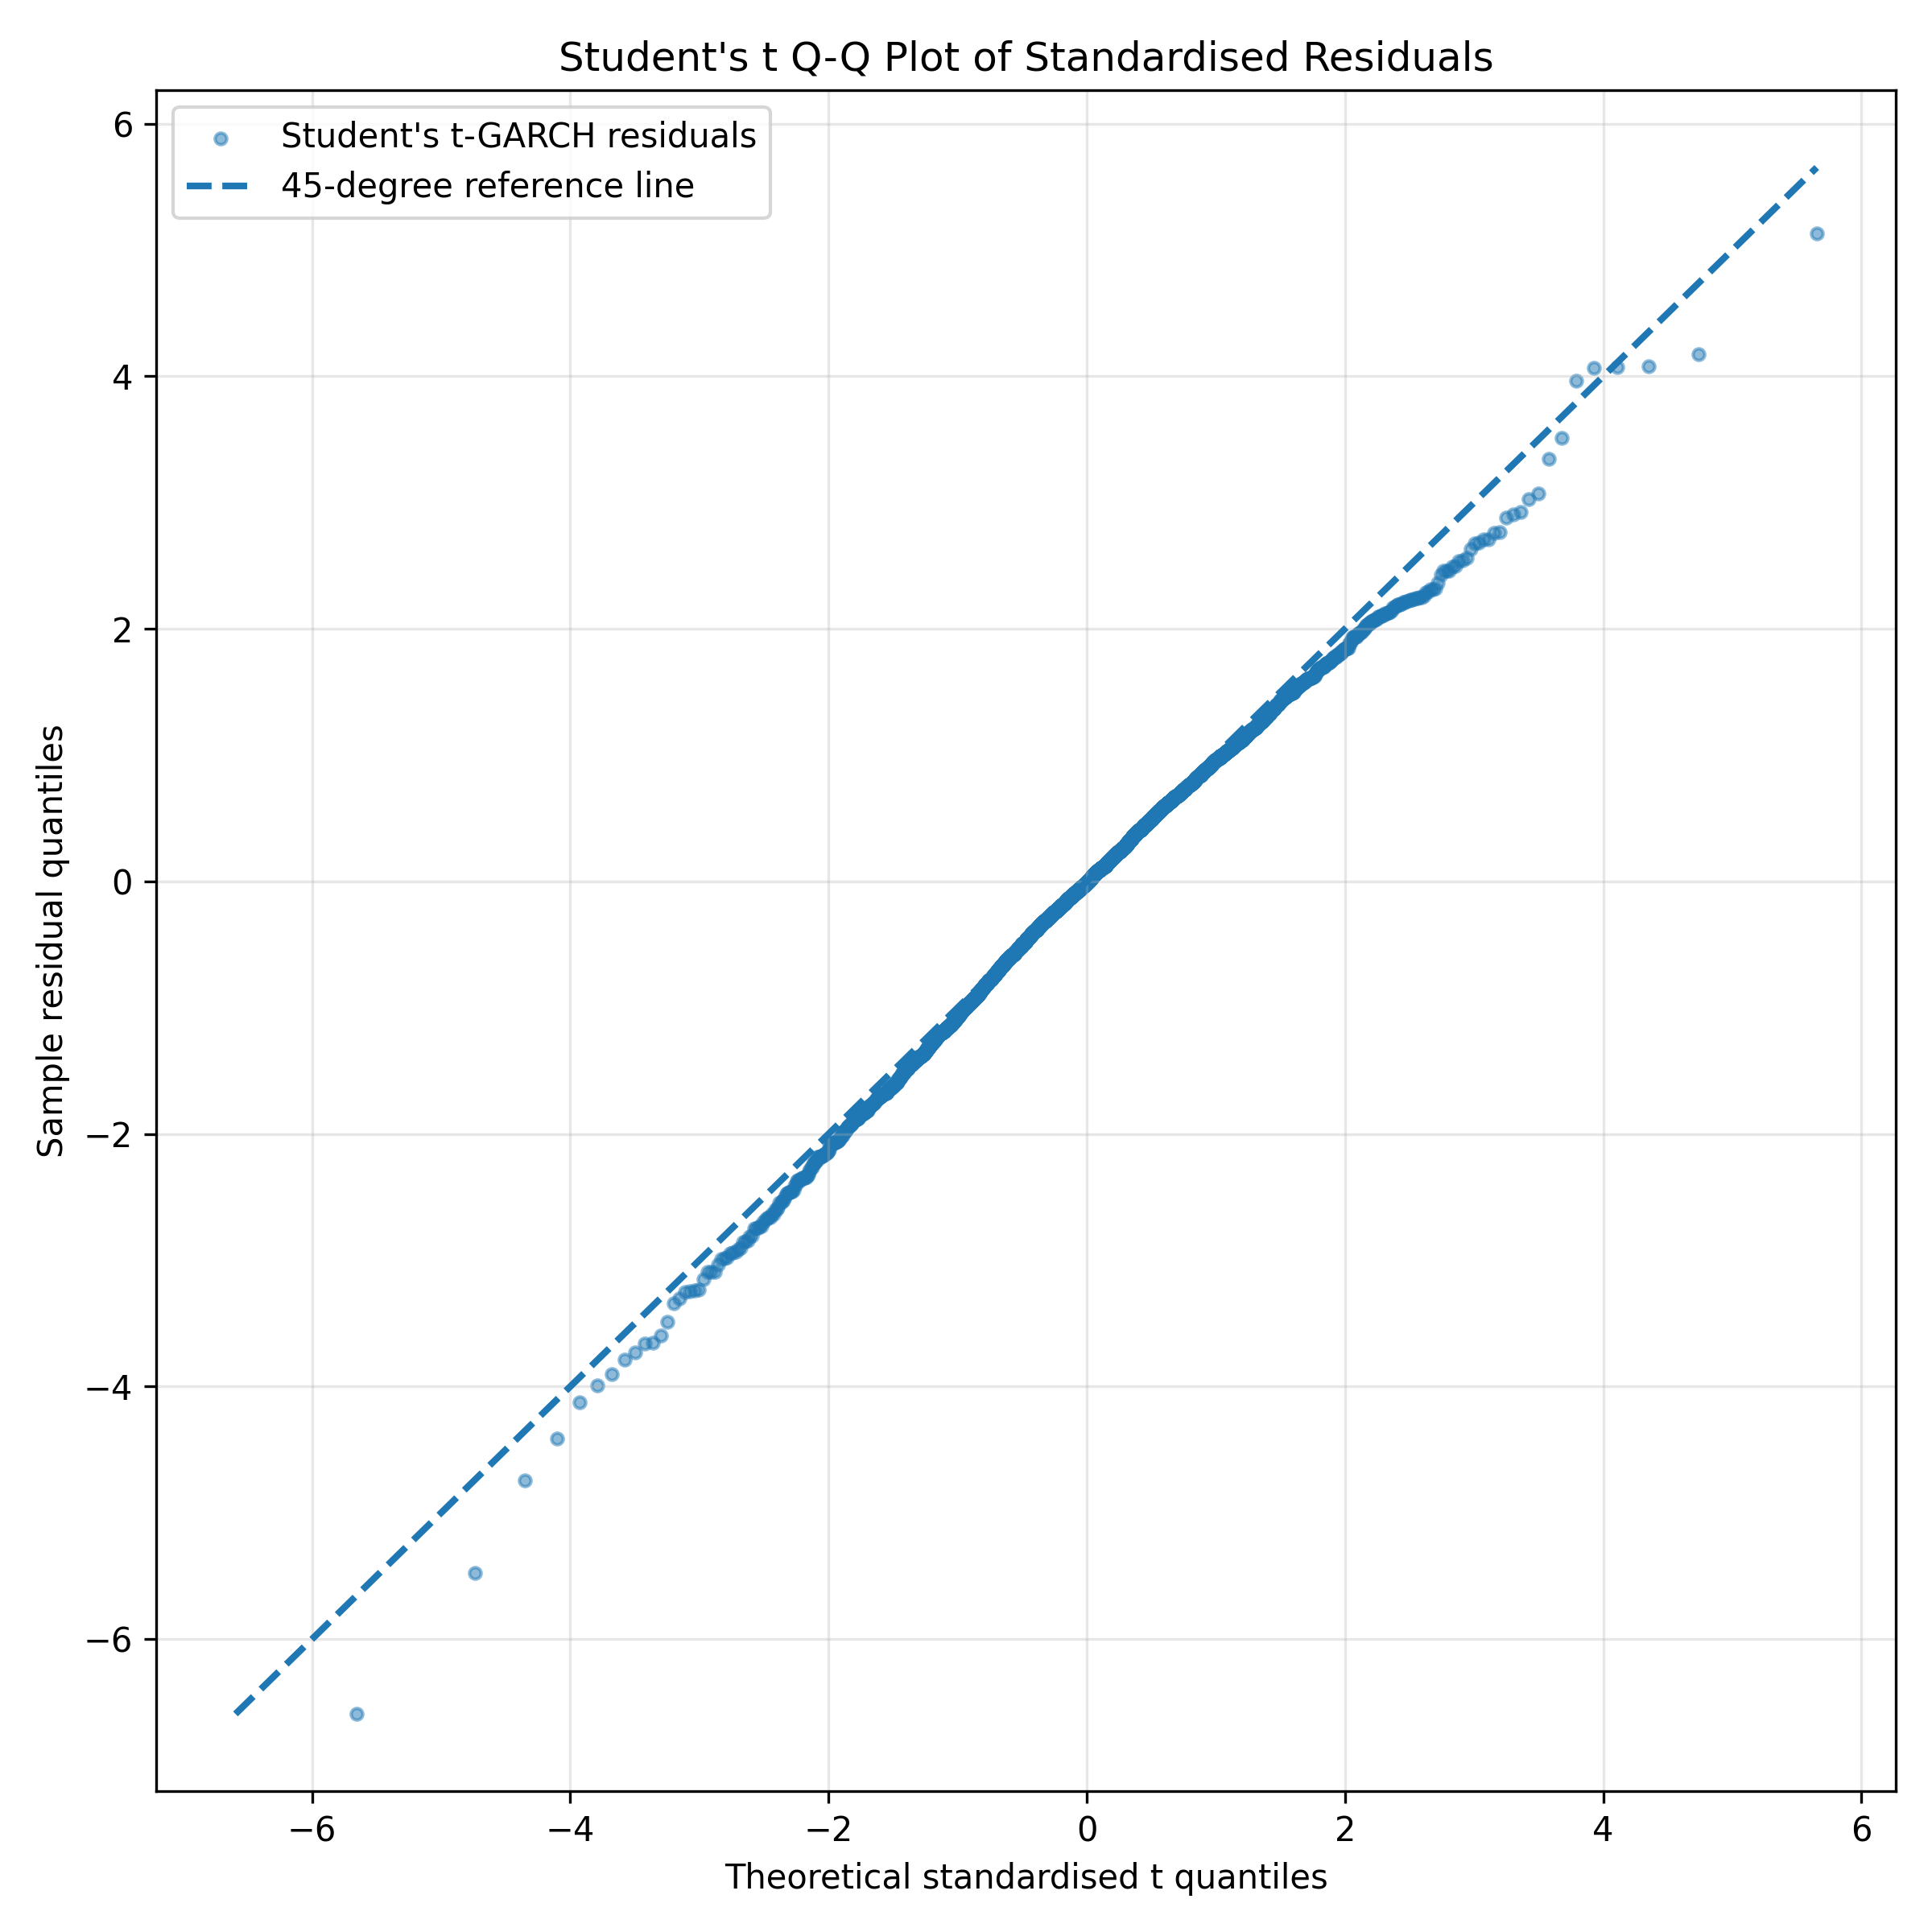 Student's t Q-Q Plot of Standardised Residuals
Student's t-GARCH residuals
45-degree reference line
6
4
2
0
−2
−4
−6
Sample residual quantiles
−6 −4 −2 0 2 4 6
Theoretical standardised t quantiles